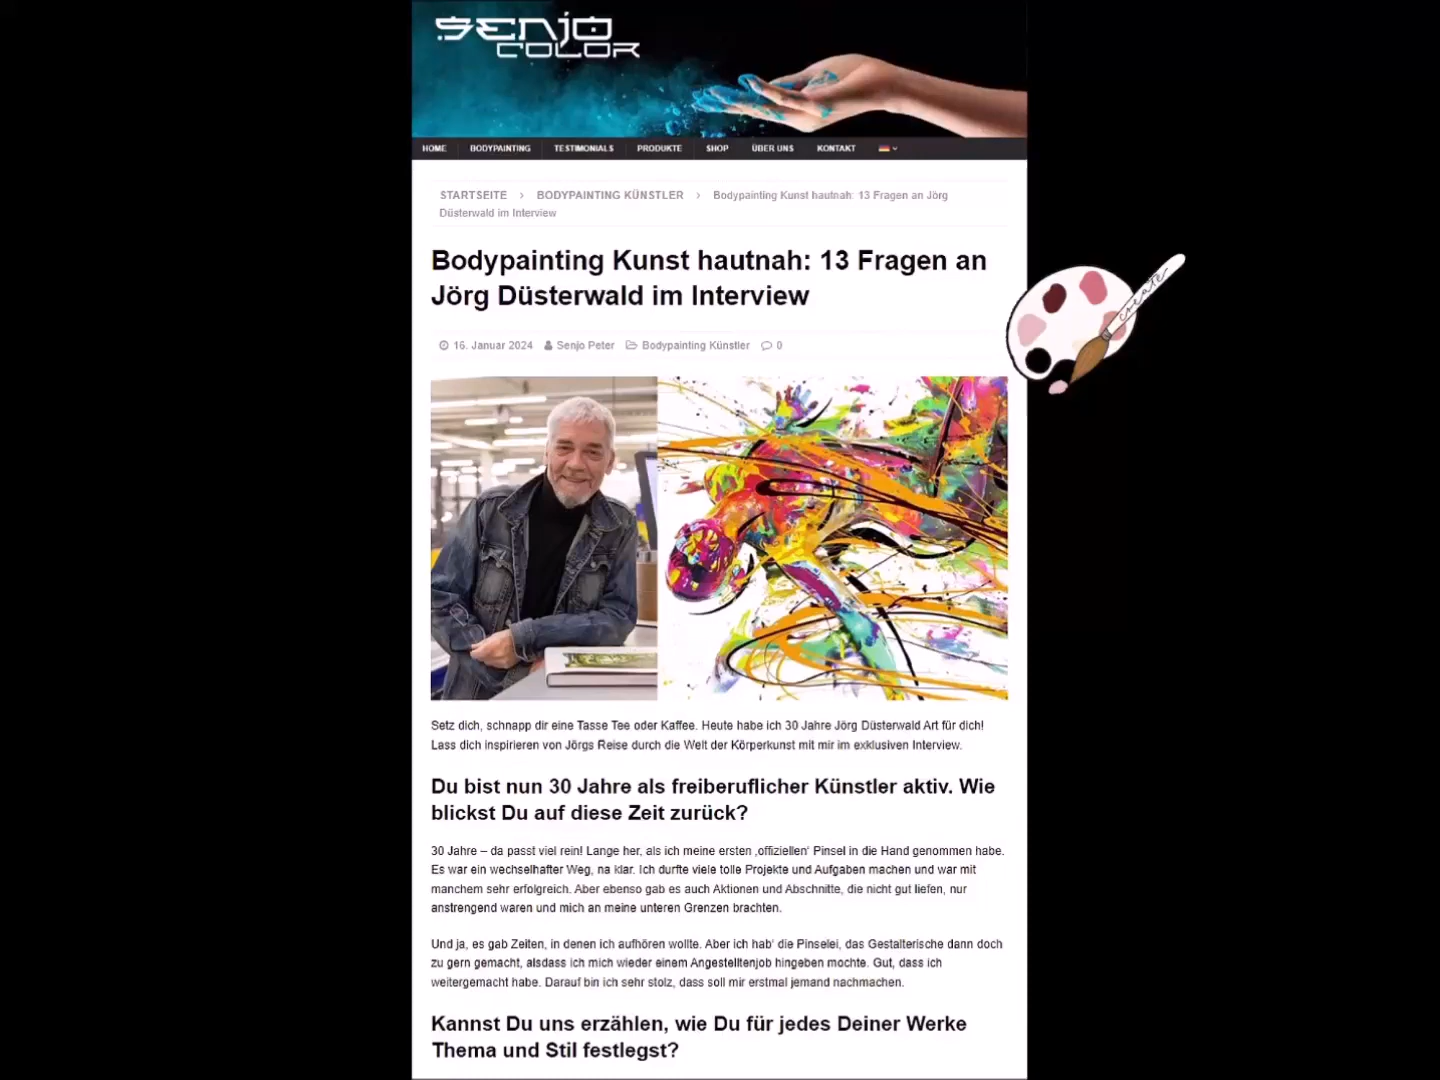 SENJO
COLOR
HOME BODYPAINTING TESTIMONIALS PRODUKTE SHOP ÜBER UNS KONTAKT
STARTSEITE › BODYPAINTING KÜNSTLER › Bodypainting Kunst hautnah: 13 Fragen an Jörg
Düsterwald im Interview
Bodypainting Kunst hautnah: 13 Fragen an
Jörg Düsterwald im Interview
16. Januar 2024 Senjo Peter Bodypainting Künstler 0
create
Setz dich, schnapp dir eine Tasse Tee oder Kaffee. Heute habe ich 30 Jahre Jörg Düsterwald Art für dich!
Lass dich inspirieren von Jörgs Reise durch die Welt der Körperkunst mit mir im exklusiven Interview.
Du bist nun 30 Jahre als freiberuflicher Künstler aktiv. Wie
blickst Du auf diese Zeit zurück?
30 Jahre – da passt viel rein! Lange her, als ich meine ersten ‚offiziellen‘ Pinsel in die Hand genommen habe.
Es war ein wechselhafter Weg, na klar. Ich durfte viele tolle Projekte und Aufgaben machen und war mit
manchem sehr erfolgreich. Aber ebenso gab es auch Aktionen und Abschnitte, die nicht gut liefen, nur
anstrengend waren und mich an meine unteren Grenzen brachten.
Und ja, es gab Zeiten, in denen ich aufhören wollte. Aber ich hab‘ die Pinselei, das Gestalterische dann doch
zu gern gemacht, alsdass ich mich wieder einem Angestelltenjob hingeben mochte. Gut, dass ich
weitergemacht habe. Darauf bin ich sehr stolz, dass soll mir erstmal jemand nachmachen.
Kannst Du uns erzählen, wie Du für jedes Deiner Werke
Thema und Stil festlegst?